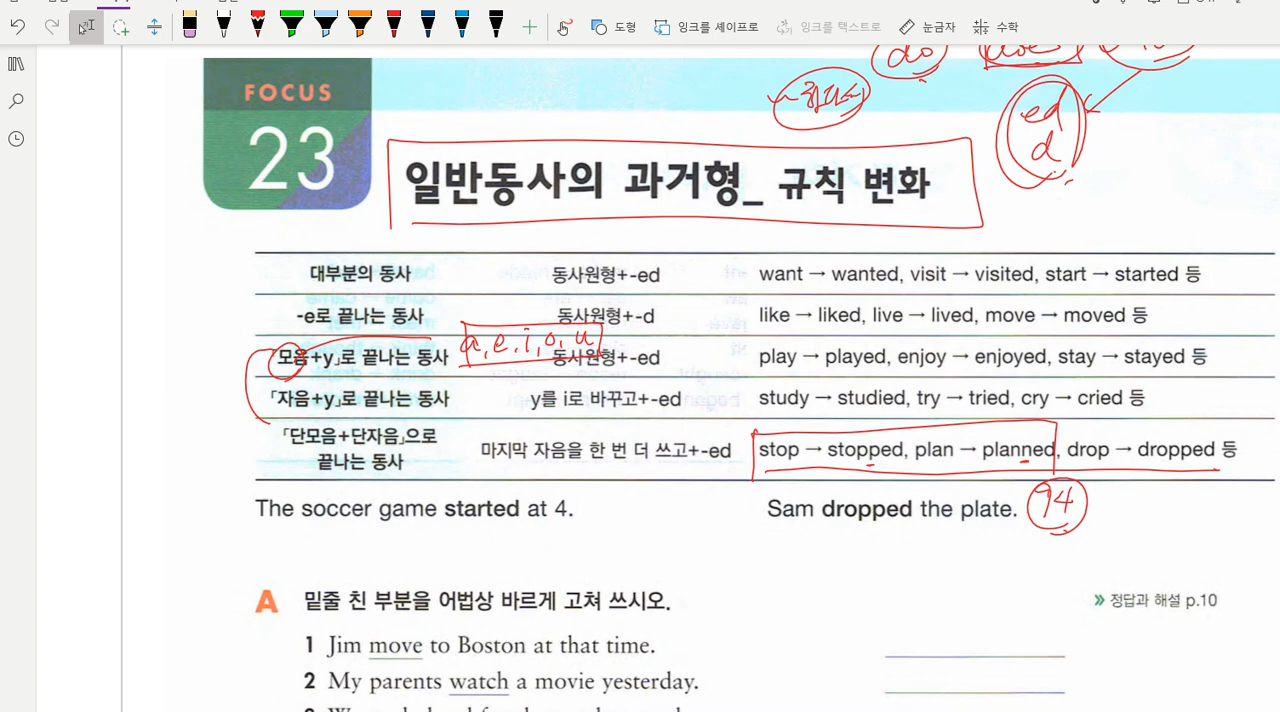 도형
잉크를 셰이프로
잉크를 텍스트로
눈금자
수학
do
ed
d
FOCUS
23
일반동사의 과거형_ 규칙 변화
대부분의 동사 동사원형+-ed want → wanted, visit → visited, start → started 등
-e로 끝나는 동사 동사원형+-d like → liked, live → lived, move → moved 등
a, e, i, o, u
「모음+y」로 끝나는 동사 동사원형+-ed play → played, enjoy → enjoyed, stay → stayed 등
「자음+y」로 끝나는 동사 y를 i로 바꾸고+-ed study → studied, try → tried, cry → cried 등
「단모음+단자음」으로
끝나는 동사 마지막 자음을 한 번 더 쓰고+-ed stop → stopped, plan → planned, drop → dropped 등
The soccer game started at 4. Sam dropped the plate. 94
A 밑줄 친 부분을 어법상 바르게 고쳐 쓰시오. » 정답과 해설 p.10
1 Jim move to Boston at that time.
2 My parents watch a movie yesterday.